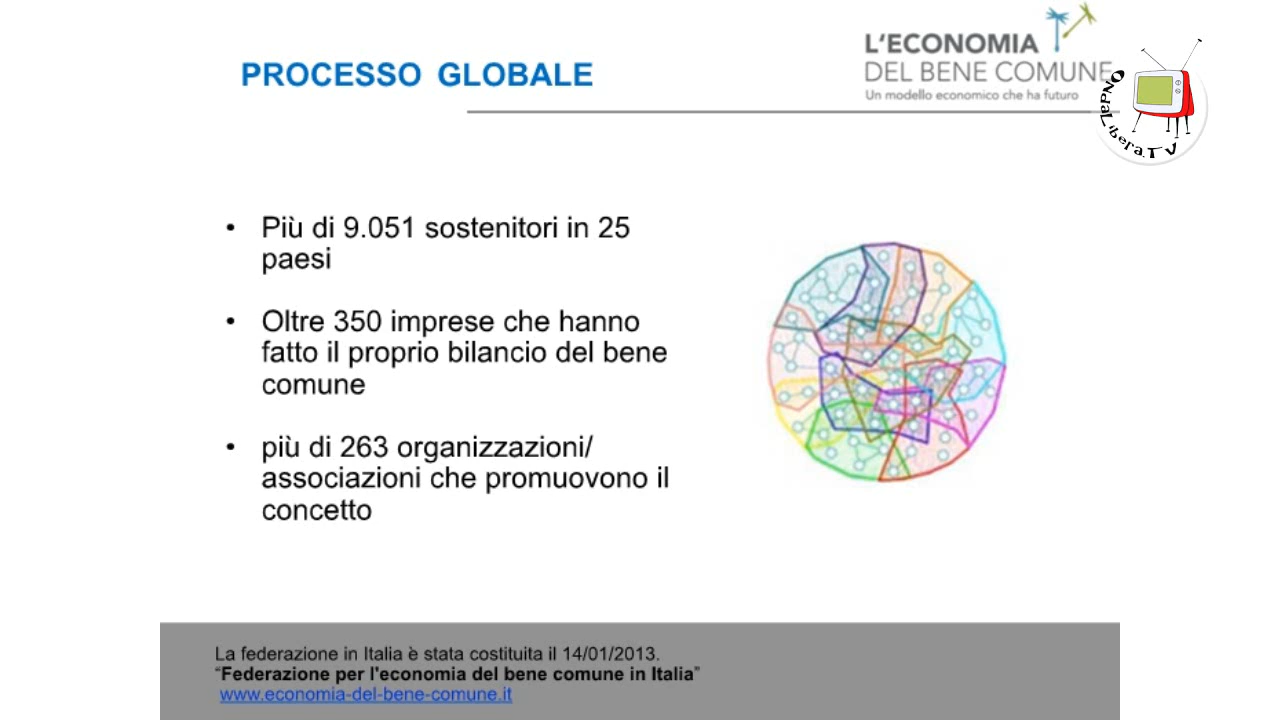 PROCESSO GLOBALE
L'ECONOMIA
DEL BENE COMUNE
Un modello economico che ha futuro
OndaLibera.TV
• Più di 9.051 sostenitori in 25
paesi
• Oltre 350 imprese che hanno
fatto il proprio bilancio del bene
comune
• più di 263 organizzazioni/
associazioni che promuovono il
concetto
La federazione in Italia è stata costituita il 14/01/2013.
“Federazione per l'economia del bene comune in Italia”
www.economia-del-bene-comune.it